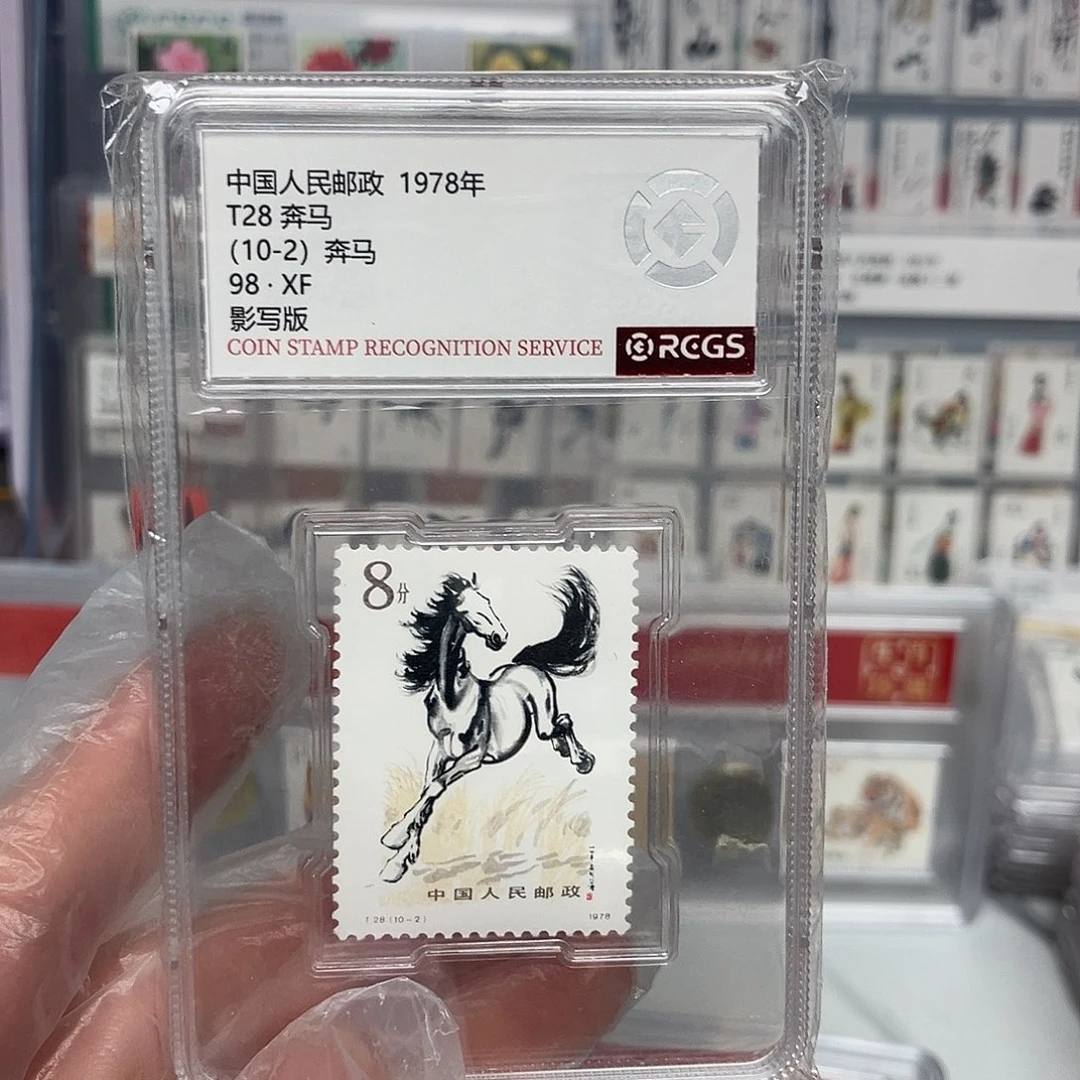 中国人民邮政 1978年
T28 奔马
(10-2) 奔马
98 · XF
影写版
COIN STAMP RECOGNITION SERVICE
RCGS
8分
中国人民邮政
T28.(10-2)
1978